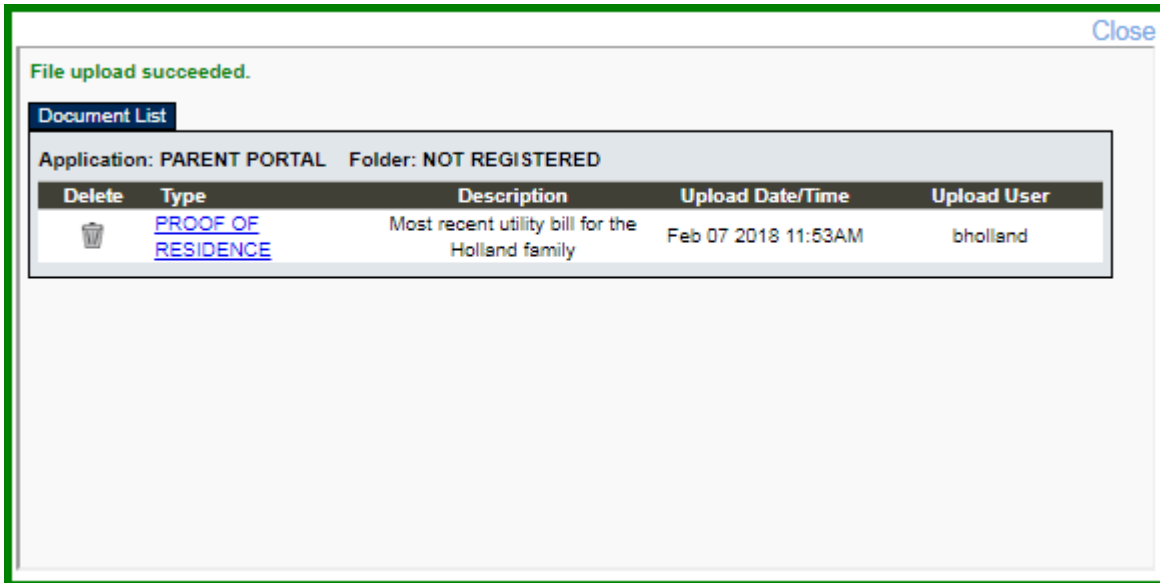 Close
File upload succeeded.
Document List
Application: PARENT PORTAL Folder: NOT REGISTERED
Delete Type Description Upload Date/Time Upload User
PROOF OF RESIDENCE Most recent utility bill for the Holland family Feb 07 2018 11:53AM bholland